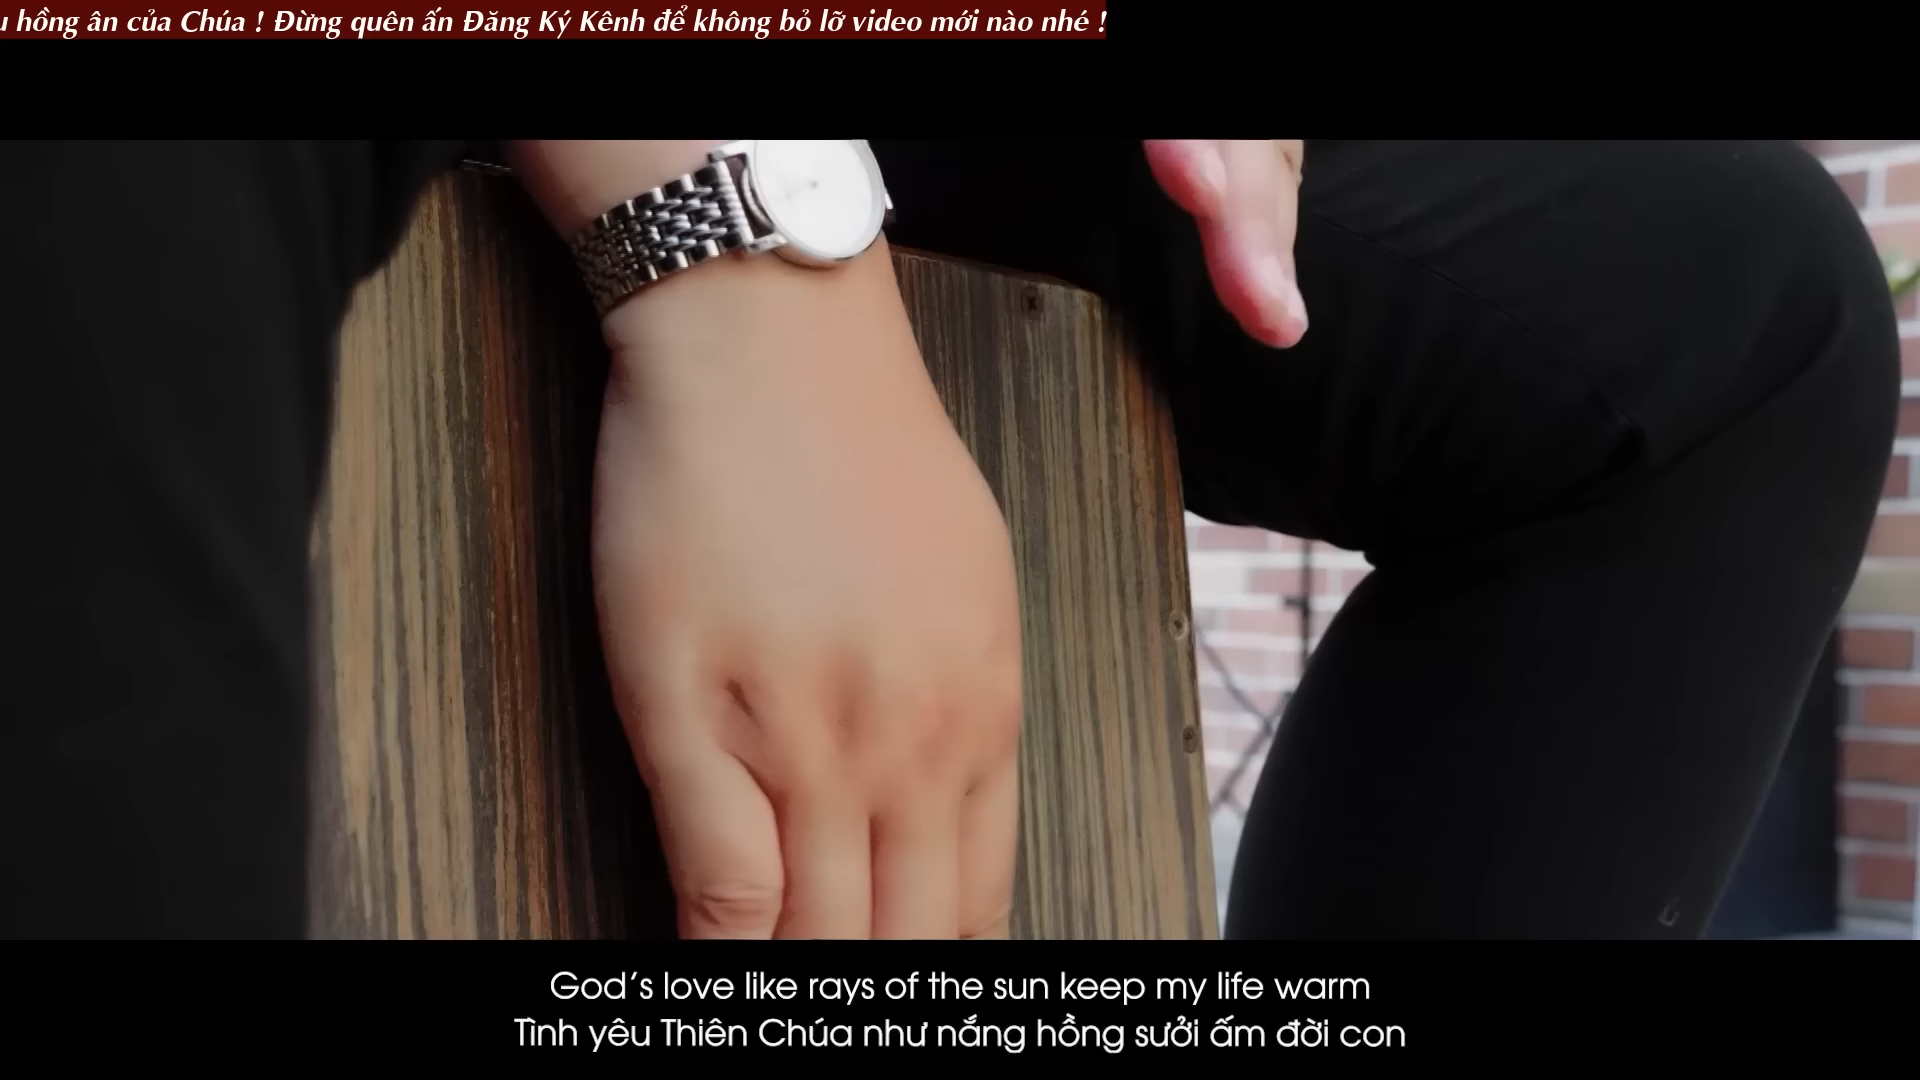 hồng ân của Chúa ! Đừng quên ấn Đăng Ký Kênh để không bỏ lỡ video mới nào nhé !
God's love like rays of the sun keep my life warm
Tình yêu Thiên Chúa như nắng hồng sưởi ấm đời con